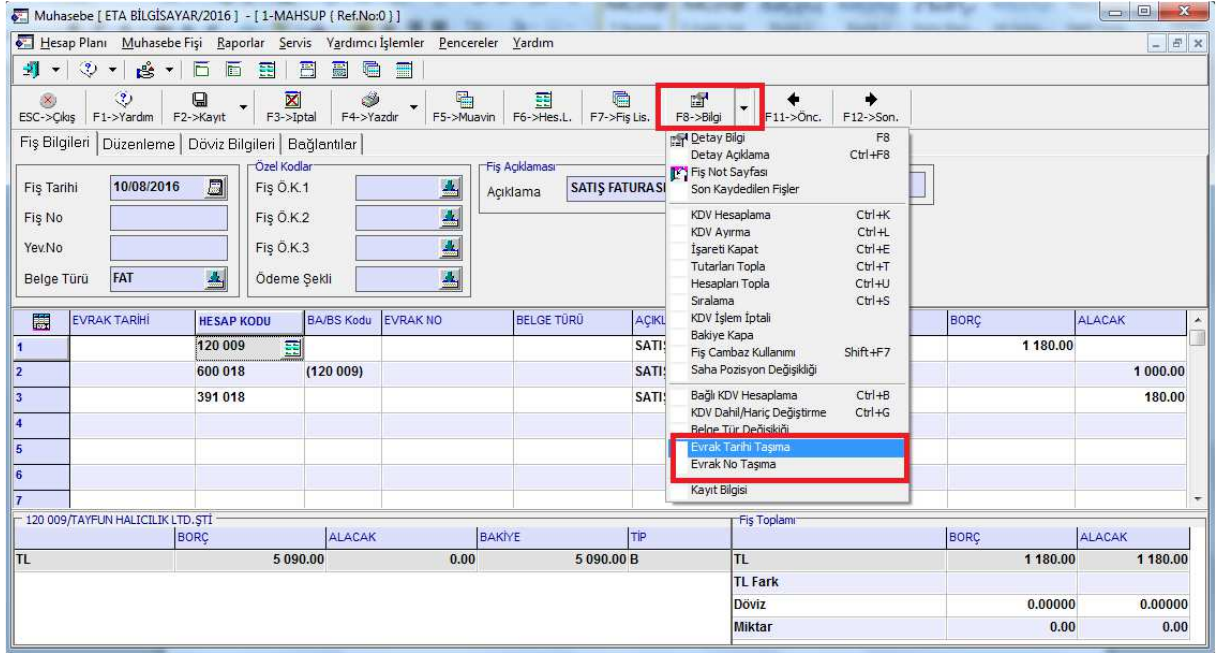 Muhasebe [ ETA BİLGİSAYAR/2016 ] - [ 1-MAHSUP { Ref.No:0 } ]
Hesap Planı Muhasebe Fişi Raporlar Servis Yardımcı İşlemler Pencereler Yardım
ESC->Çıkış F1->Yardım F2->Kayıt F3->İptal F4->Yazdır F5->Muavin F6->Hes.L. F7->Fiş Lis. F8->Bilgi F11->Önc. F12->Son.
Fiş Bilgileri Düzenleme Döviz Bilgileri Bağlantılar
Özel Kodlar
Fiş Açıklaması
Fiş Tarihi 10/08/2016 Fiş Ö.K.1 Açıklama SATIŞ FATURASI
Fiş No Fiş Ö.K.2
Yev.No Fiş Ö.K.3
Belge Türü FAT Ödeme Şekli
Detay Bilgi F8
Detay Açıklama Ctrl+F8
Fiş Not Sayfası
Son Kaydedilen Fişler
KDV Hesaplama Ctrl+K
KDV Ayırma Ctrl+L
İşareti Kapat Ctrl+E
Tutarları Topla Ctrl+T
Hesapları Topla Ctrl+U
Sıralama Ctrl+S
KDV İşlem İptali
Bakiye Kapa
Fiş Cambaz Kullanımı Shift+F7
Saha Pozisyon Değişikliği
Bağlı KDV Hesaplama Ctrl+B
KDV Dahil/Hariç Değiştirme Ctrl+G
Belge Tür Değişikiği
Evrak Tarihi Taşıma
Evrak No Taşıma
Kayıt Bilgisi
EVRAK TARİHİ HESAP KODU BA/BS Kodu EVRAK NO BELGE TÜRÜ AÇIKL BORÇ ALACAK
1 120 009 SATIŞ 1 180.00
2 600 018 (120 009) SATIŞ 1 000.00
3 391 018 SATIŞ 180.00
4
5
6
7
120 009/TAYFUN HALICILIK LTD.ŞTİ
BORÇ ALACAK BAKİYE TİP
TL 5 090.00 0.00 5 090.00 B
Fiş Toplamı
BORÇ ALACAK
TL 1 180.00 1 180.00
TL Fark
Döviz 0.00000 0.00000
Miktar 0.00 0.00